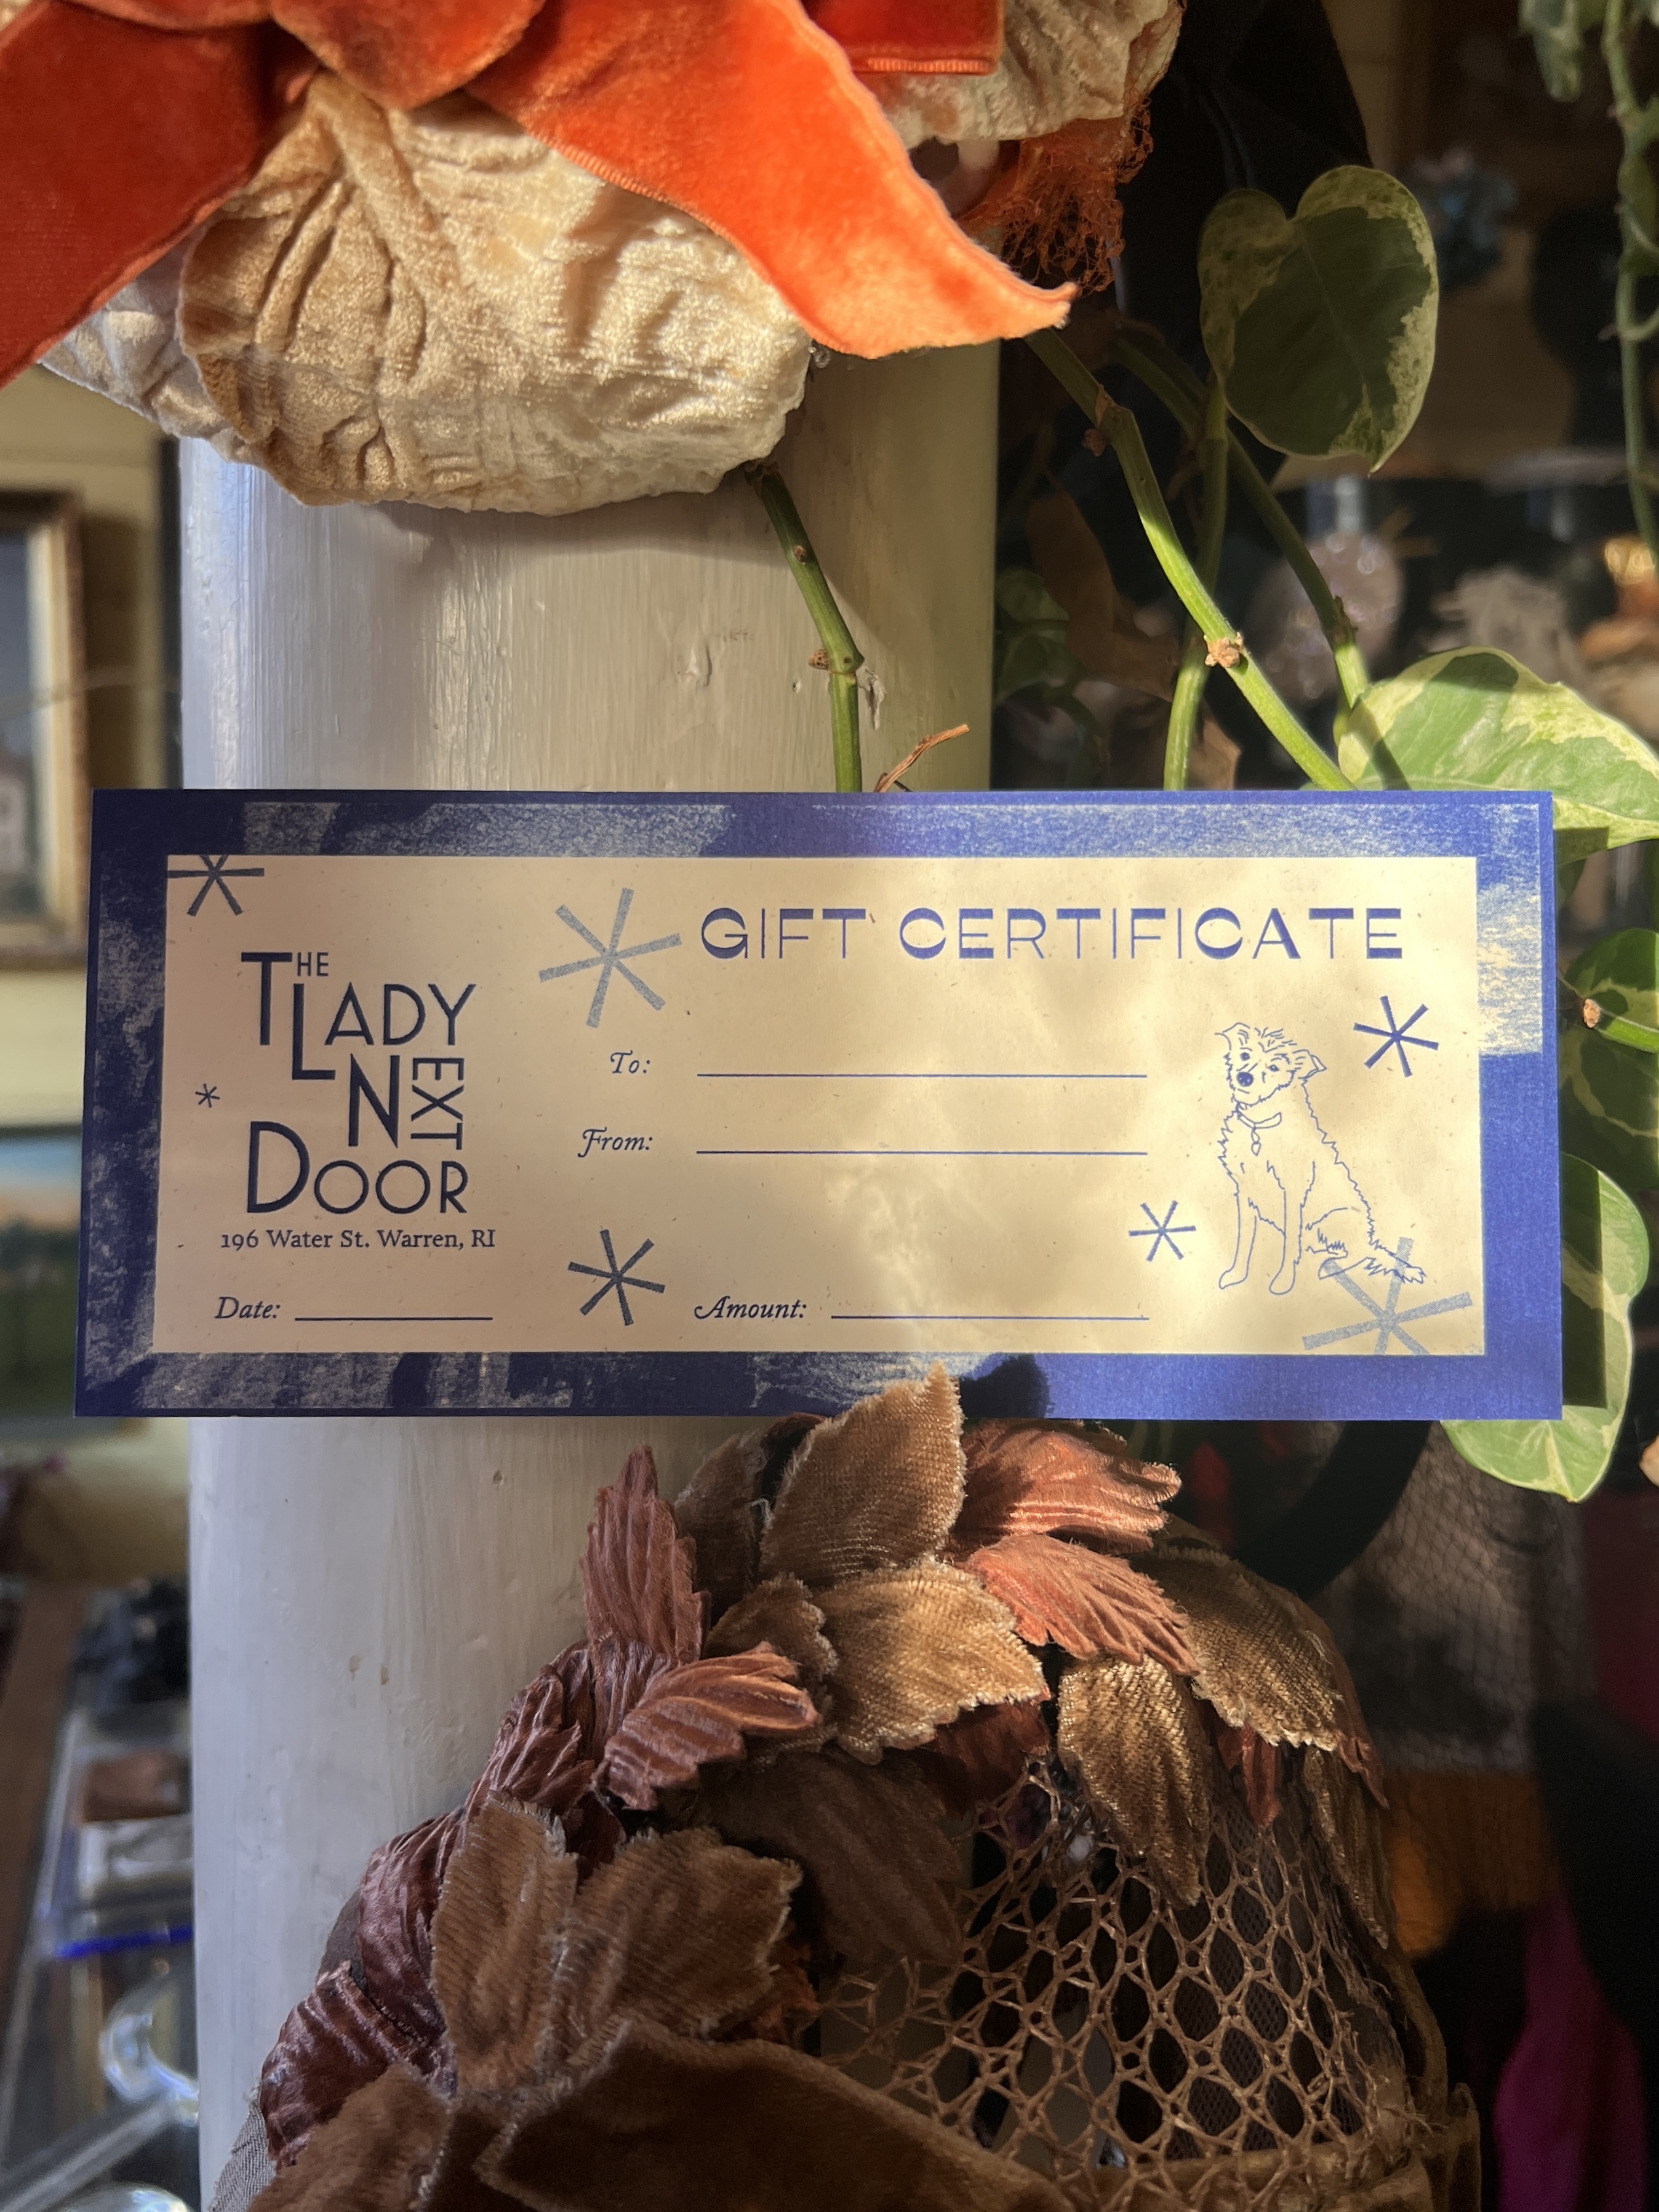 THE
LADY
NEXT
DOOR
196 Water St. Warren, RI
Date:
GIFT CERTIFICATE
To:
From:
Amount: